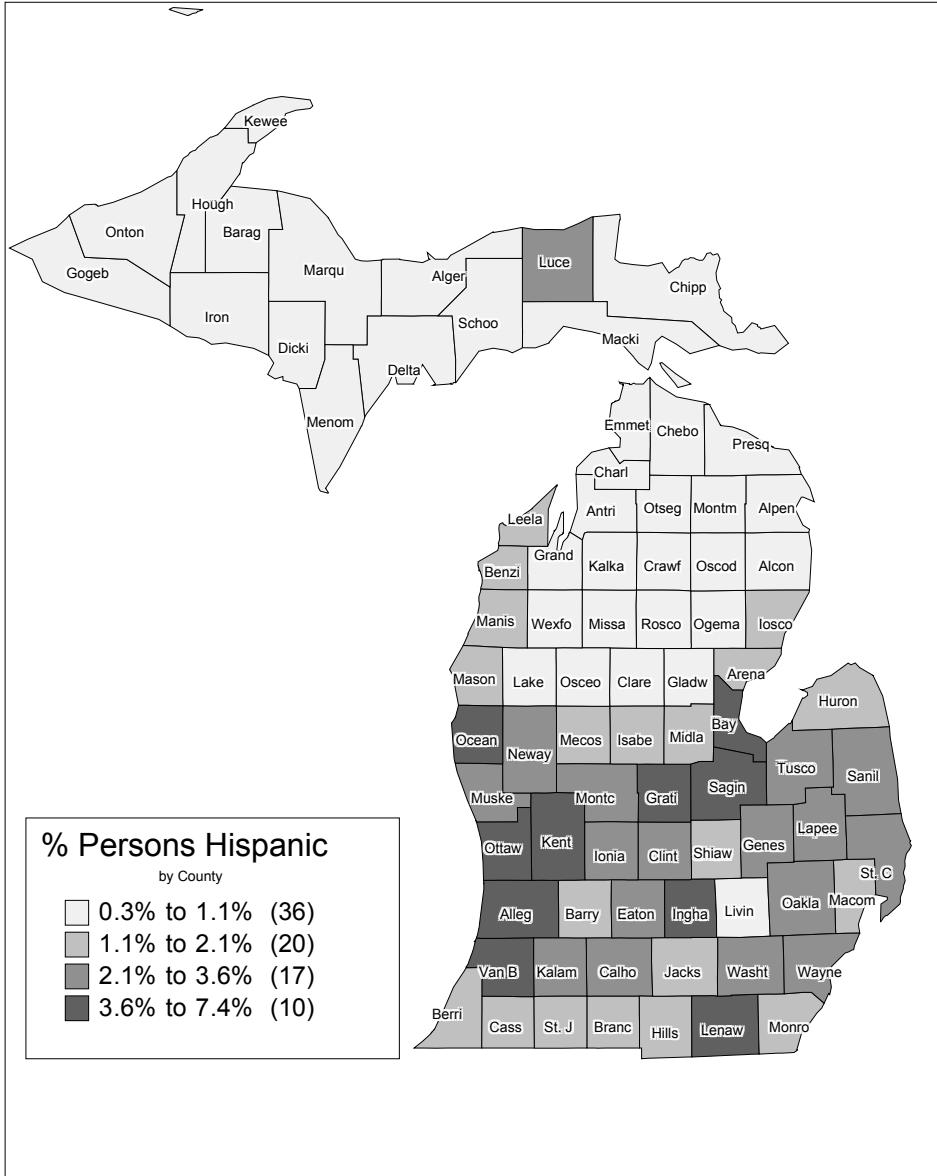 Kewee
Hough
Onton
Barag
Gogeb
Marqu
Alger
Luce
Chipp
Iron
Schoo
Macki
Dicki
Delta
Menom
Emmet
Chebo
Presq
Charl
Antri
Otseg
Montm
Alpen
Leela
Grand
Benzi
Kalka
Crawf
Oscod
Alcon
Manis
Wexfo
Missa
Rosco
Ogema
Iosco
Mason
Lake
Osceo
Clare
Gladw
Arena
Huron
Ocean
Neway
Mecos
Isabe
Midla
Bay
Tusco
Sanil
Muske
Montc
Grati
Sagin
Lapee
Ottaw
Kent
Ionia
Clint
Shiaw
Genes
St. C
Alleg
Barry
Eaton
Ingha
Livin
Oakla
Macom
Van B
Kalam
Calho
Jacks
Washt
Wayne
Berri
Cass
St. J
Branc
Hills
Lenaw
Monro
% Persons Hispanic
by County
0.3% to 1.1% (36)
1.1% to 2.1% (20)
2.1% to 3.6% (17)
3.6% to 7.4% (10)